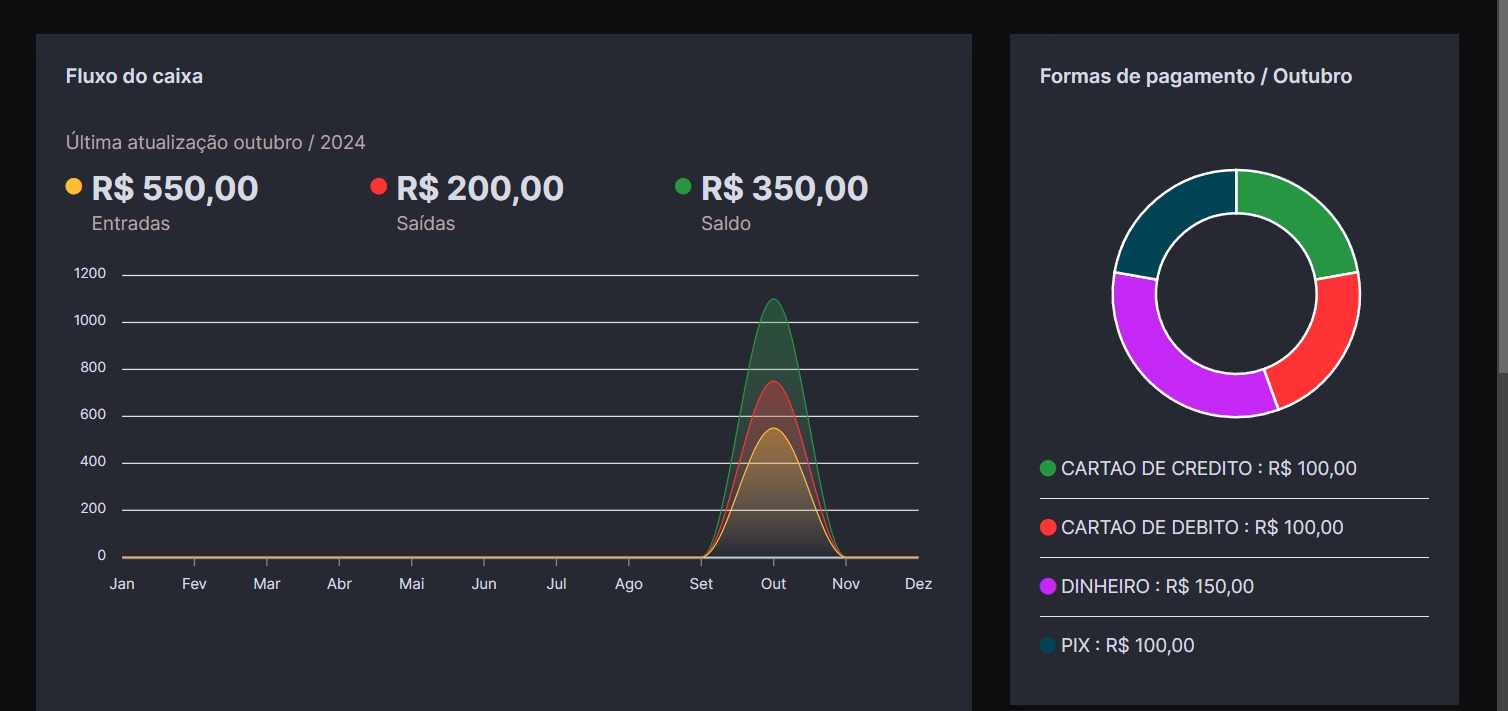 Fluxo do caixa
Última atualização outubro / 2024
R$ 550,00
Entradas
R$ 200,00
Saídas
R$ 350,00
Saldo
1200
1000
800
600
400
200
0
Jan Fev Mar Abr Mai Jun Jul Ago Set Out Nov Dez
Formas de pagamento / Outubro
CARTAO DE CREDITO : R$ 100,00
CARTAO DE DEBITO : R$ 100,00
DINHEIRO : R$ 150,00
PIX : R$ 100,00